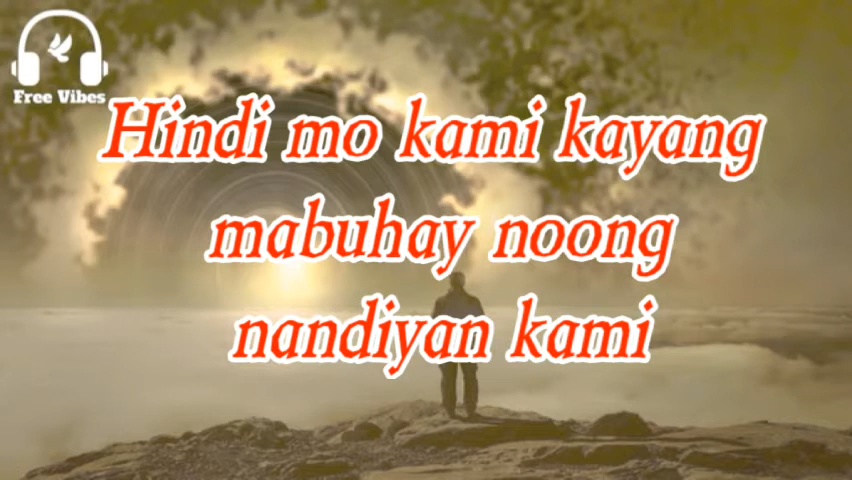 Free Vibes
Hindi mo kami kayang
mabuhay noong
nandiyan kami